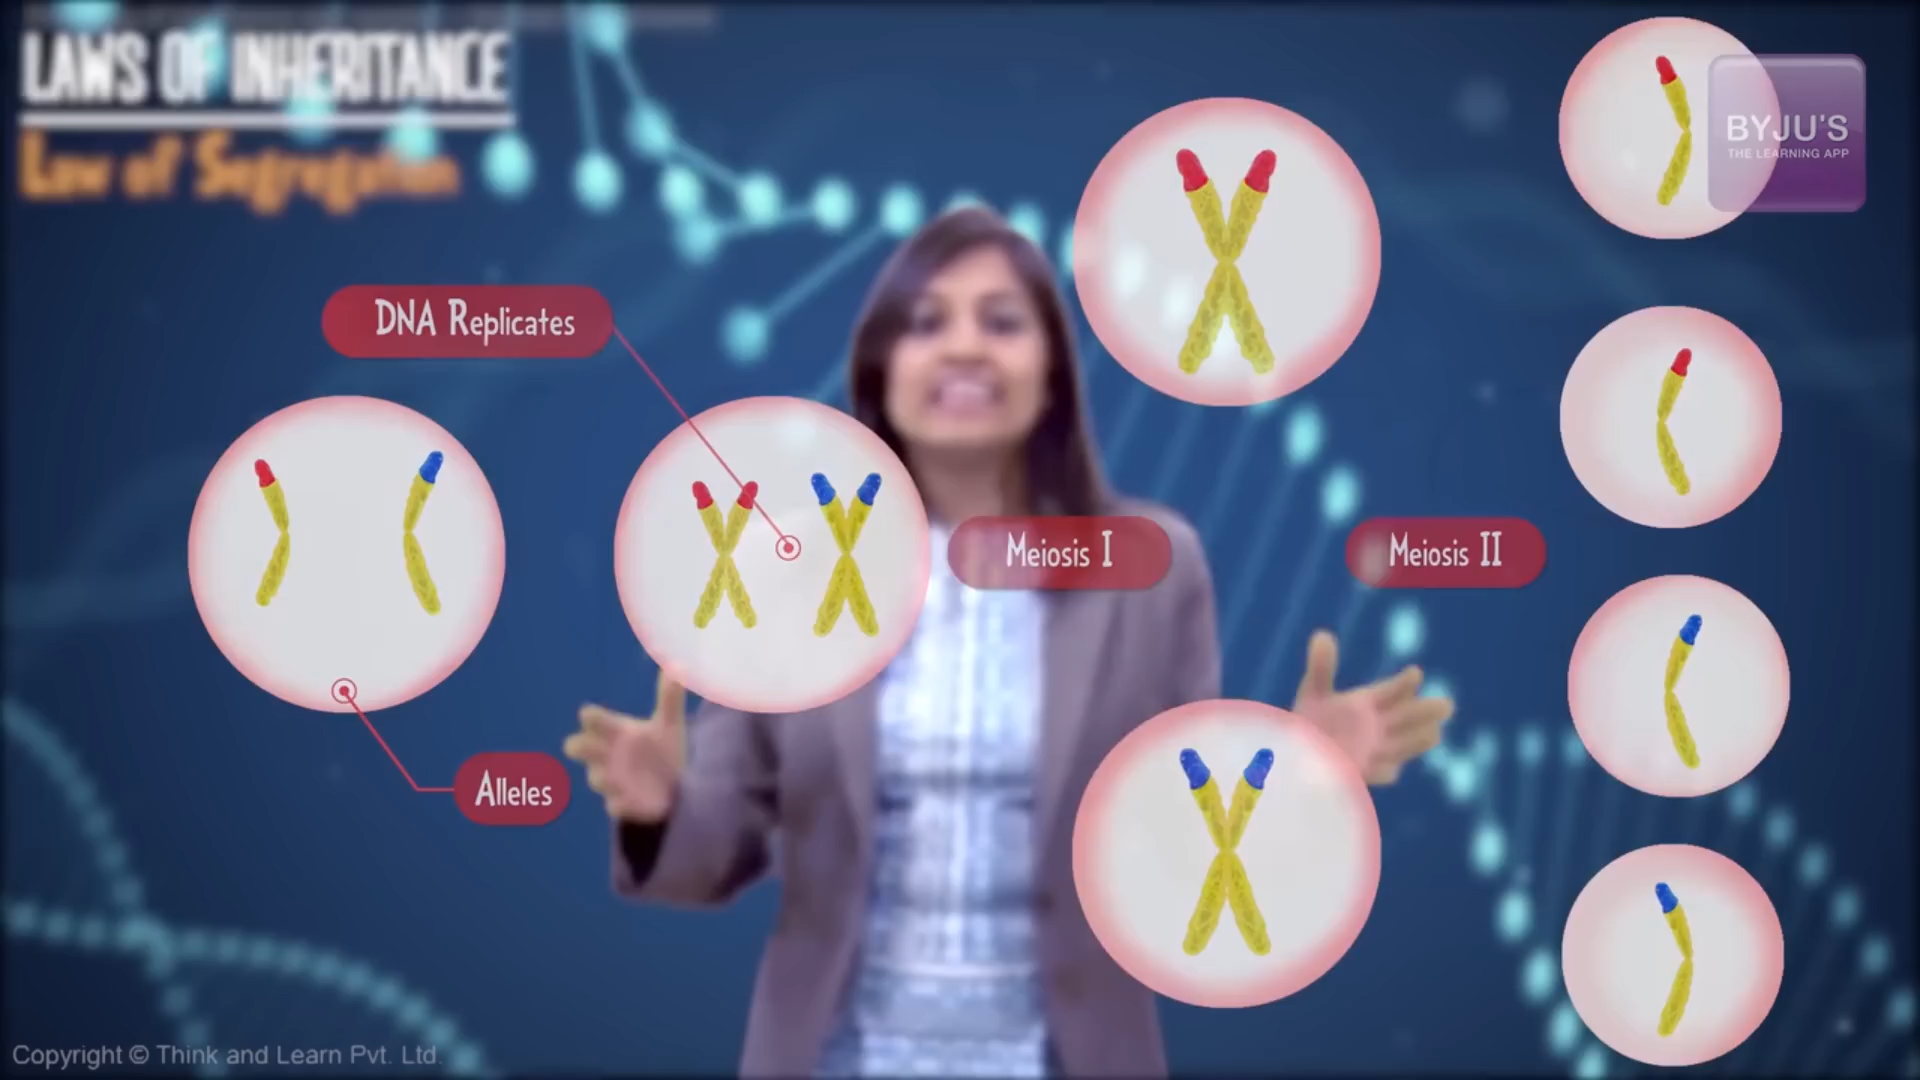 LAWS OF INHERITANCE
Law of Segregation
BYJU'S
THE LEARNING APP
DNA Replicates
Meiosis I
Meiosis II
Alleles
Copyright © Think and Learn Pvt. Ltd.